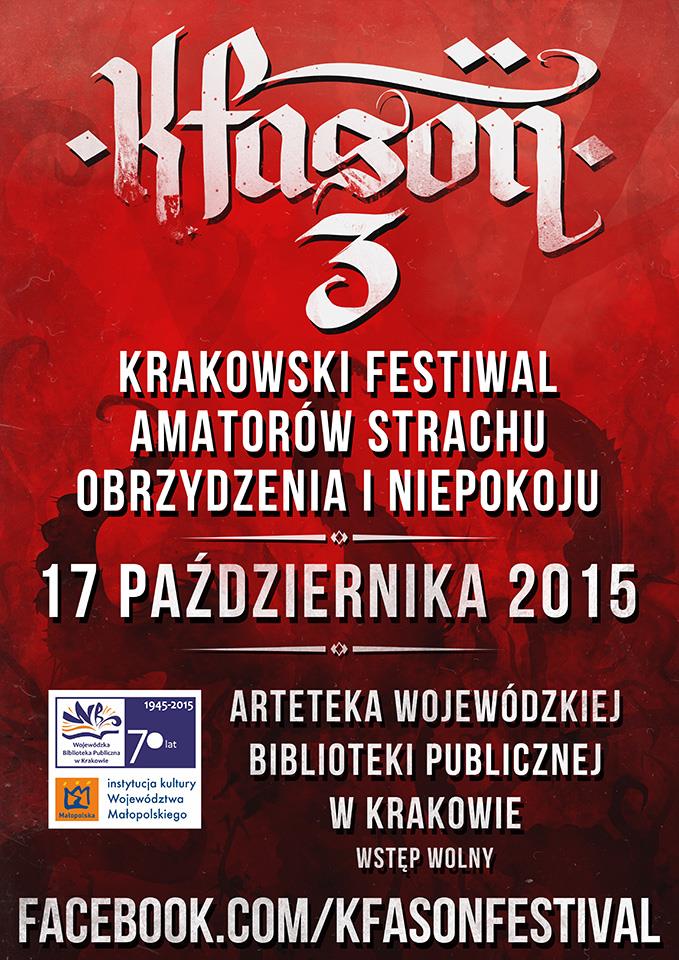 Kfasön
3
KRAKOWSKI FESTIWAL
AMATORÓW STRACHU
OBRZYDZENIA I NIEPOKOJU
17 PAŹDZIERNIKA 2015
1945-2015
Wojewódzka
Biblioteka Publiczna
w Krakowie
70 lat
Małopolska
instytucja kultury
Województwa
Małopolskiego
ARTETEKA WOJEWÓDZKIEJ
BIBLIOTEKI PUBLICZNEJ
W KRAKOWIE
WSTĘP WOLNY
FACEBOOK.COM/KFASONFESTIVAL